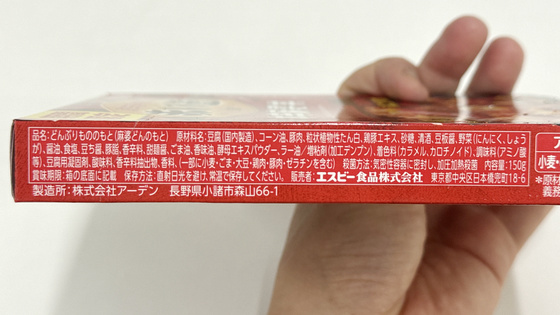 品名:どんぶりもののもと(麻婆どんのもと) 原材料名:豆腐(国内製造)、コーン油、豚肉、粒状植物性たん白、鶏豚エキス、砂糖、清酒、豆板醤、野菜(にんにく、しょう
が)、醤油、食塩、豆ち醤、豚脂、香辛料、甜麺醤、ごま油、香味油、酵母エキスパウダー、ラー油/増粘剤(加工デンプン)、着色料(カラメル、カロチノイド)、調味料(アミノ酸
等)、豆腐用凝固剤、酸味料、香辛料抽出物、香料、(一部に小麦・ごま・大豆・鶏肉・豚肉・ゼラチンを含む) 殺菌方法:気密性容器に密封し、加圧加熱殺菌 内容量:150g
賞味期限:箱の底面に記載 保存方法:直射日光を避け、常温で保存してください。 販売者:エスビー食品株式会社 東京都中央区日本橋兜町18-6
製造所:株式会社アーデン 長野県小諸市森山66-1
ア
小麦・
※原材
義務